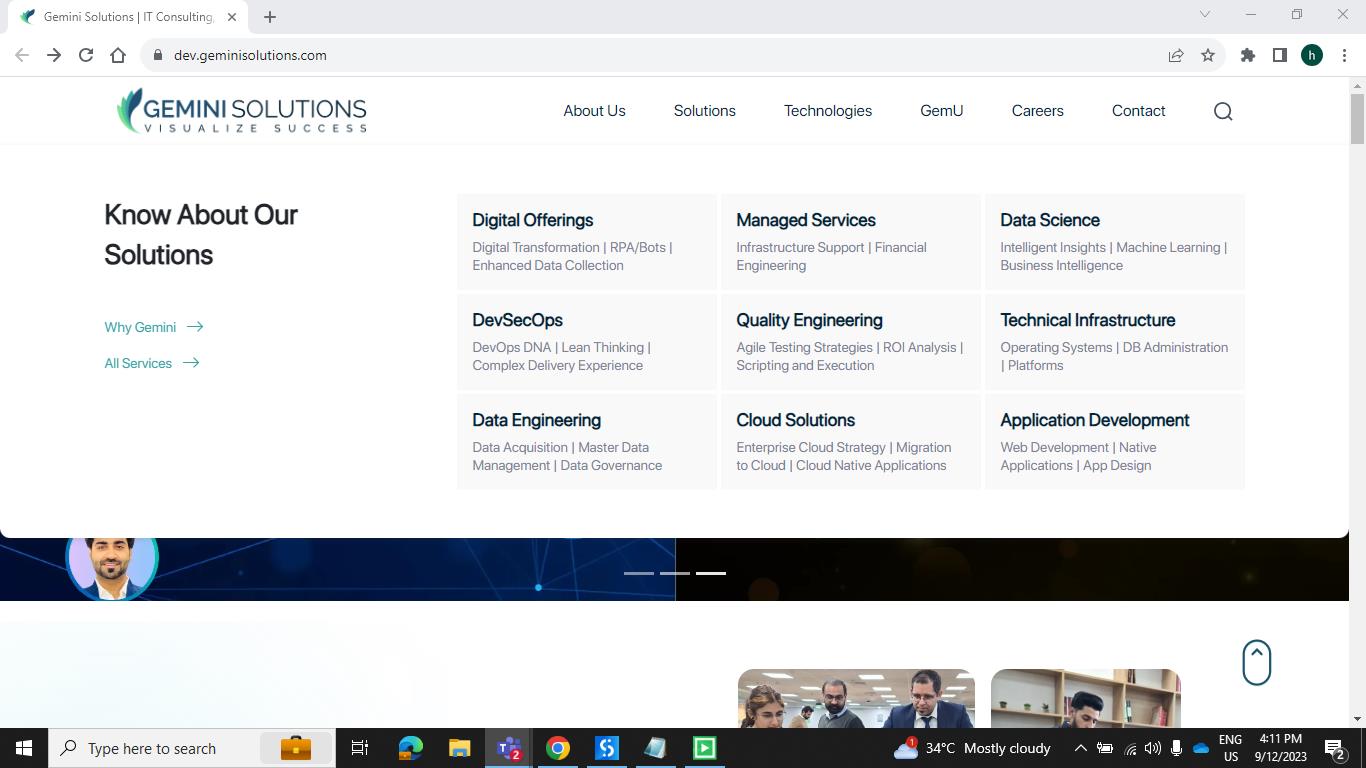 Gemini Solutions | IT Consulting,
dev.geminisolutions.com
h
GEMINI SOLUTIONS
VISUALIZE SUCCESS
About Us
Solutions
Technologies
GemU
Careers
Contact
Know About Our
Solutions
Why Gemini
All Services
Digital Offerings
Digital Transformation | RPA/Bots |
Enhanced Data Collection
Managed Services
Infrastructure Support | Financial
Engineering
Data Science
Intelligent Insights | Machine Learning |
Business Intelligence
DevSecOps
DevOps DNA | Lean Thinking |
Complex Delivery Experience
Quality Engineering
Agile Testing Strategies | ROI Analysis |
Scripting and Execution
Technical Infrastructure
Operating Systems | DB Administration
| Platforms
Data Engineering
Data Acquisition | Master Data
Management | Data Governance
Cloud Solutions
Enterprise Cloud Strategy | Migration
to Cloud | Cloud Native Applications
Application Development
Web Development | Native
Applications | App Design
Type here to search
2
1
34°C Mostly cloudy
ENG
US
4:11 PM
9/12/2023
2